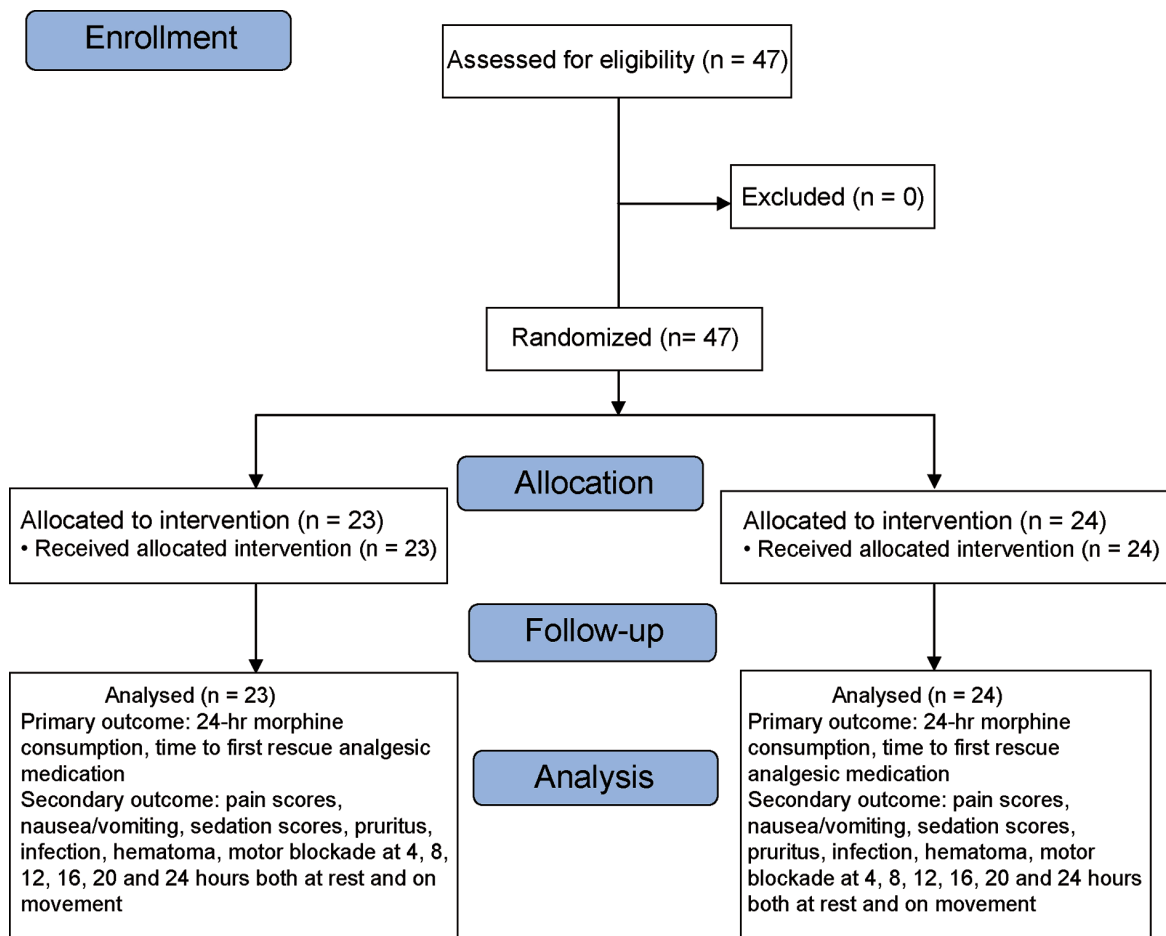 Enrollment
Assessed for eligibility (n = 47)
Excluded (n = 0)
Randomized (n= 47)
Allocation
Allocated to intervention (n = 23)
• Received allocated intervention (n = 23)
Allocated to intervention (n = 24)
• Received allocated intervention (n = 24)
Follow-up
Analysed (n = 23)
Primary outcome: 24-hr morphine
consumption, time to first rescue analgesic
medication
Secondary outcome: pain scores,
nausea/vomiting, sedation scores, pruritus,
infection, hematoma, motor blockade at 4, 8,
12, 16, 20 and 24 hours both at rest and on
movement
Analysis
Analysed (n = 24)
Primary outcome: 24-hr morphine
consumption, time to first rescue
analgesic medication
Secondary outcome: pain scores,
nausea/vomiting, sedation scores,
pruritus, infection, hematoma, motor
blockade at 4, 8, 12, 16, 20 and 24 hours
both at rest and on movement